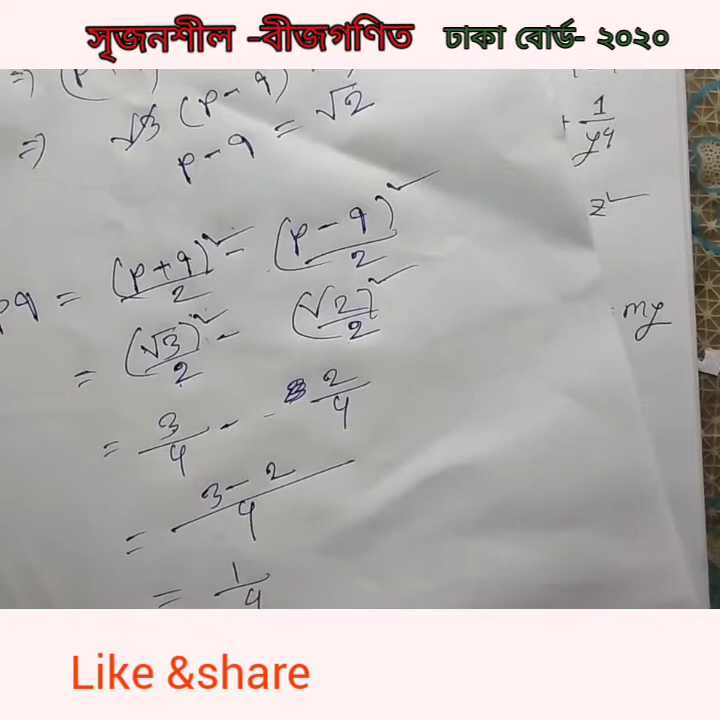 সৃজনশীল -বীজগণিত ঢাকা বোর্ড- ২০২০
=> √3 (p-q)
p-q = √2
+ 1/y4
z²
pq = ((p+q)/2)² - ((p-q)/2)²
my
= (√3/2)² - (√2/2)²
= 3/4 - 2/4
= (3-2)/4
= 1/4
Like &share